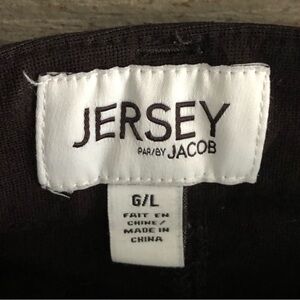 JERSEY
PAR/BY JACOB
G/L
FAIT EN
CHINE/
MADE IN
CHINA